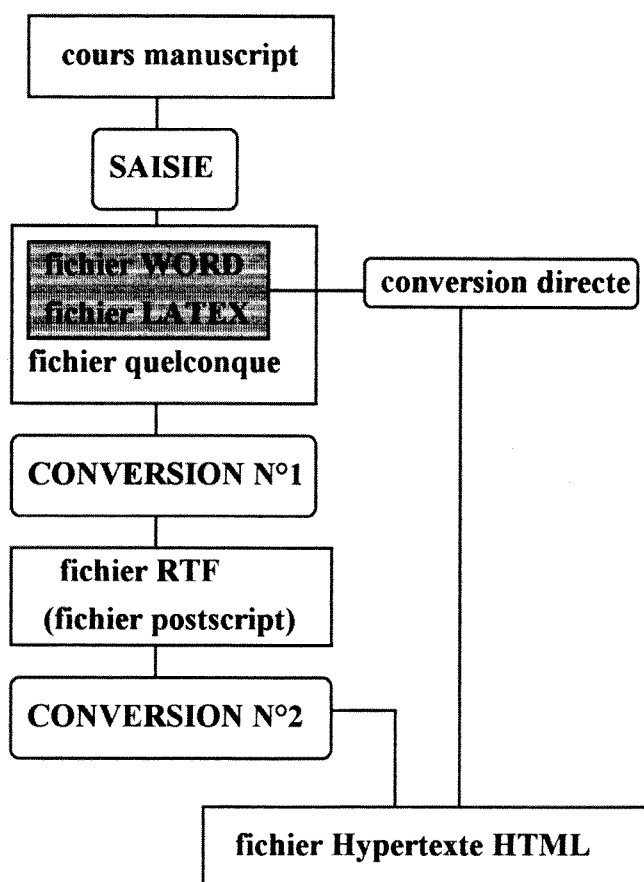 cours manuscript
SAISIE
fichier WORD
fichier LATEX
fichier quelconque
conversion directe
CONVERSION N°1
fichier RTF
(fichier postscript)
CONVERSION N°2
fichier Hypertexte HTML